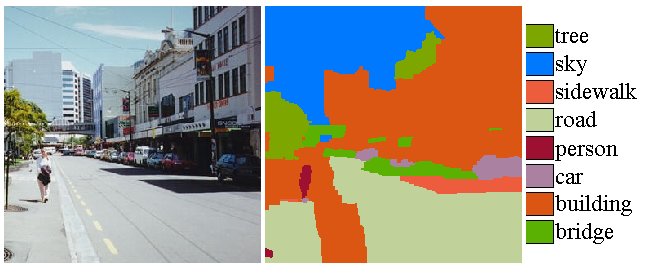 tree
sky
sidewalk
road
person
car
building
bridge